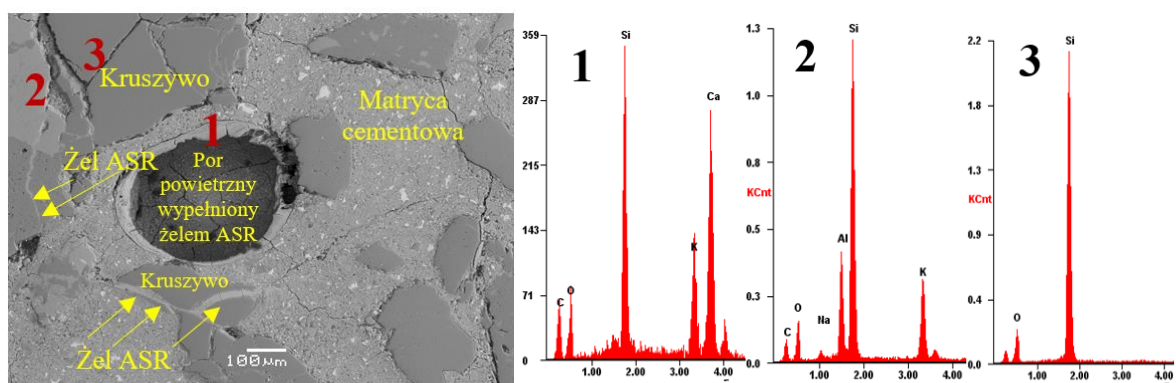 3
Kruszywo
2
1
Matryca
cementowa
Żel ASR
Por
powietrzny
wypełniony
żelem ASR
Kruszywo
Żel ASR
100μm
1
359
287
215
143
71
Si
Ca
K
C
O
1.00 2.00 3.00 4.00
2
1.3
1.0
0.8
KCnt
0.5
0.3
0.0
Si
Al
K
O
C
Na
1.00 2.00 3.00 4.00
3
2.2
1.8
1.3
KCnt
0.9
0.4
0.0
Si
O
1.00 2.00 3.00 4.00